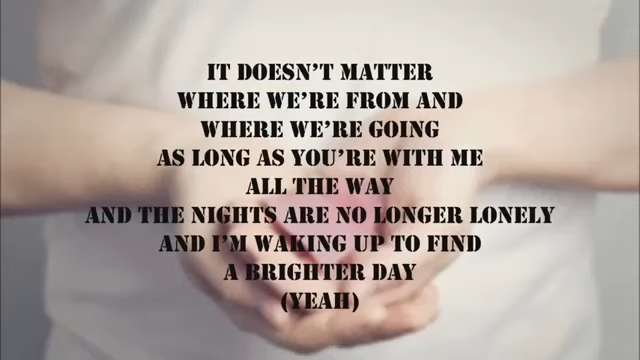 IT DOESN'T MATTER
WHERE WE'RE FROM AND
WHERE WE'RE GOING
AS LONG AS YOU'RE WITH ME
ALL THE WAY
AND THE NIGHTS ARE NO LONGER LONELY
AND I'M WAKING UP TO FIND
A BRIGHTER DAY
(YEAH)